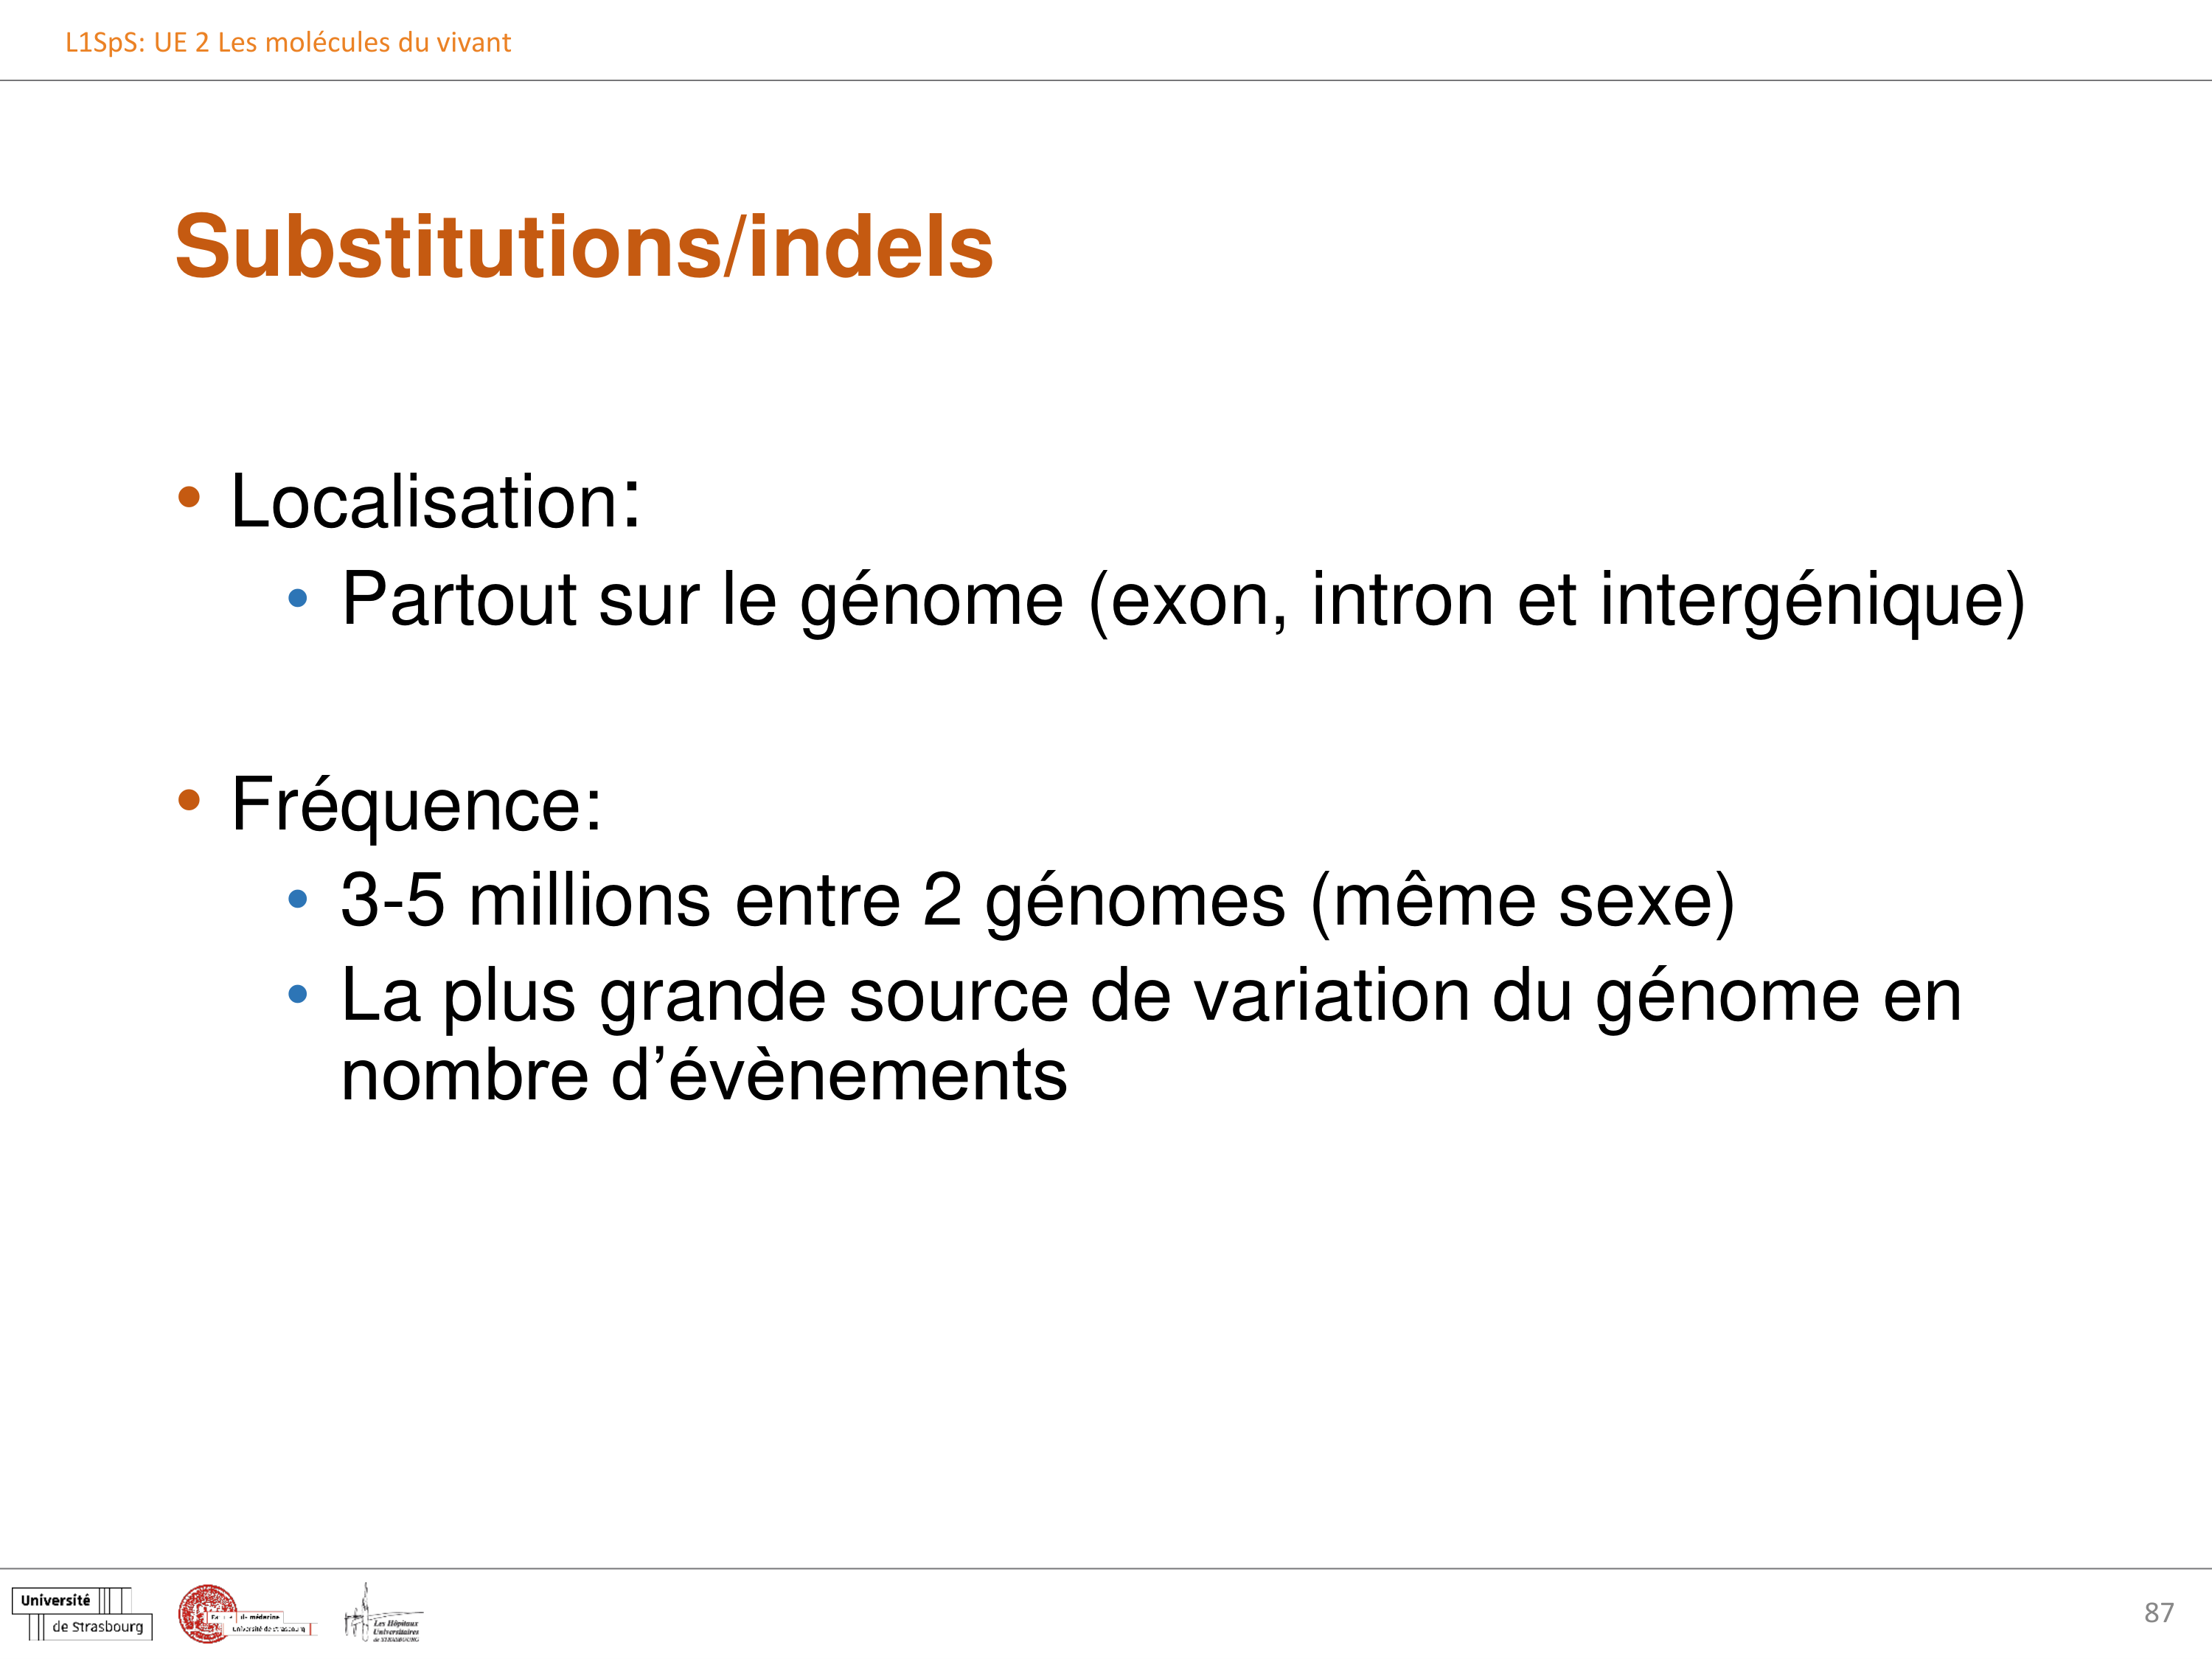 L1SpS: UE 2 Les molécules du vivant
Substitutions/indels
• Localisation:
• Partout sur le génome (exon, intron et intergénique)
• Fréquence:
• 3-5 millions entre 2 génomes (même sexe)
• La plus grande source de variation du génome en
nombre d’évènements
Université
de Strasbourg
de médecine
Université de Strasbourg
Les Hôpitaux
Universitaires
de STRASBOURG
87